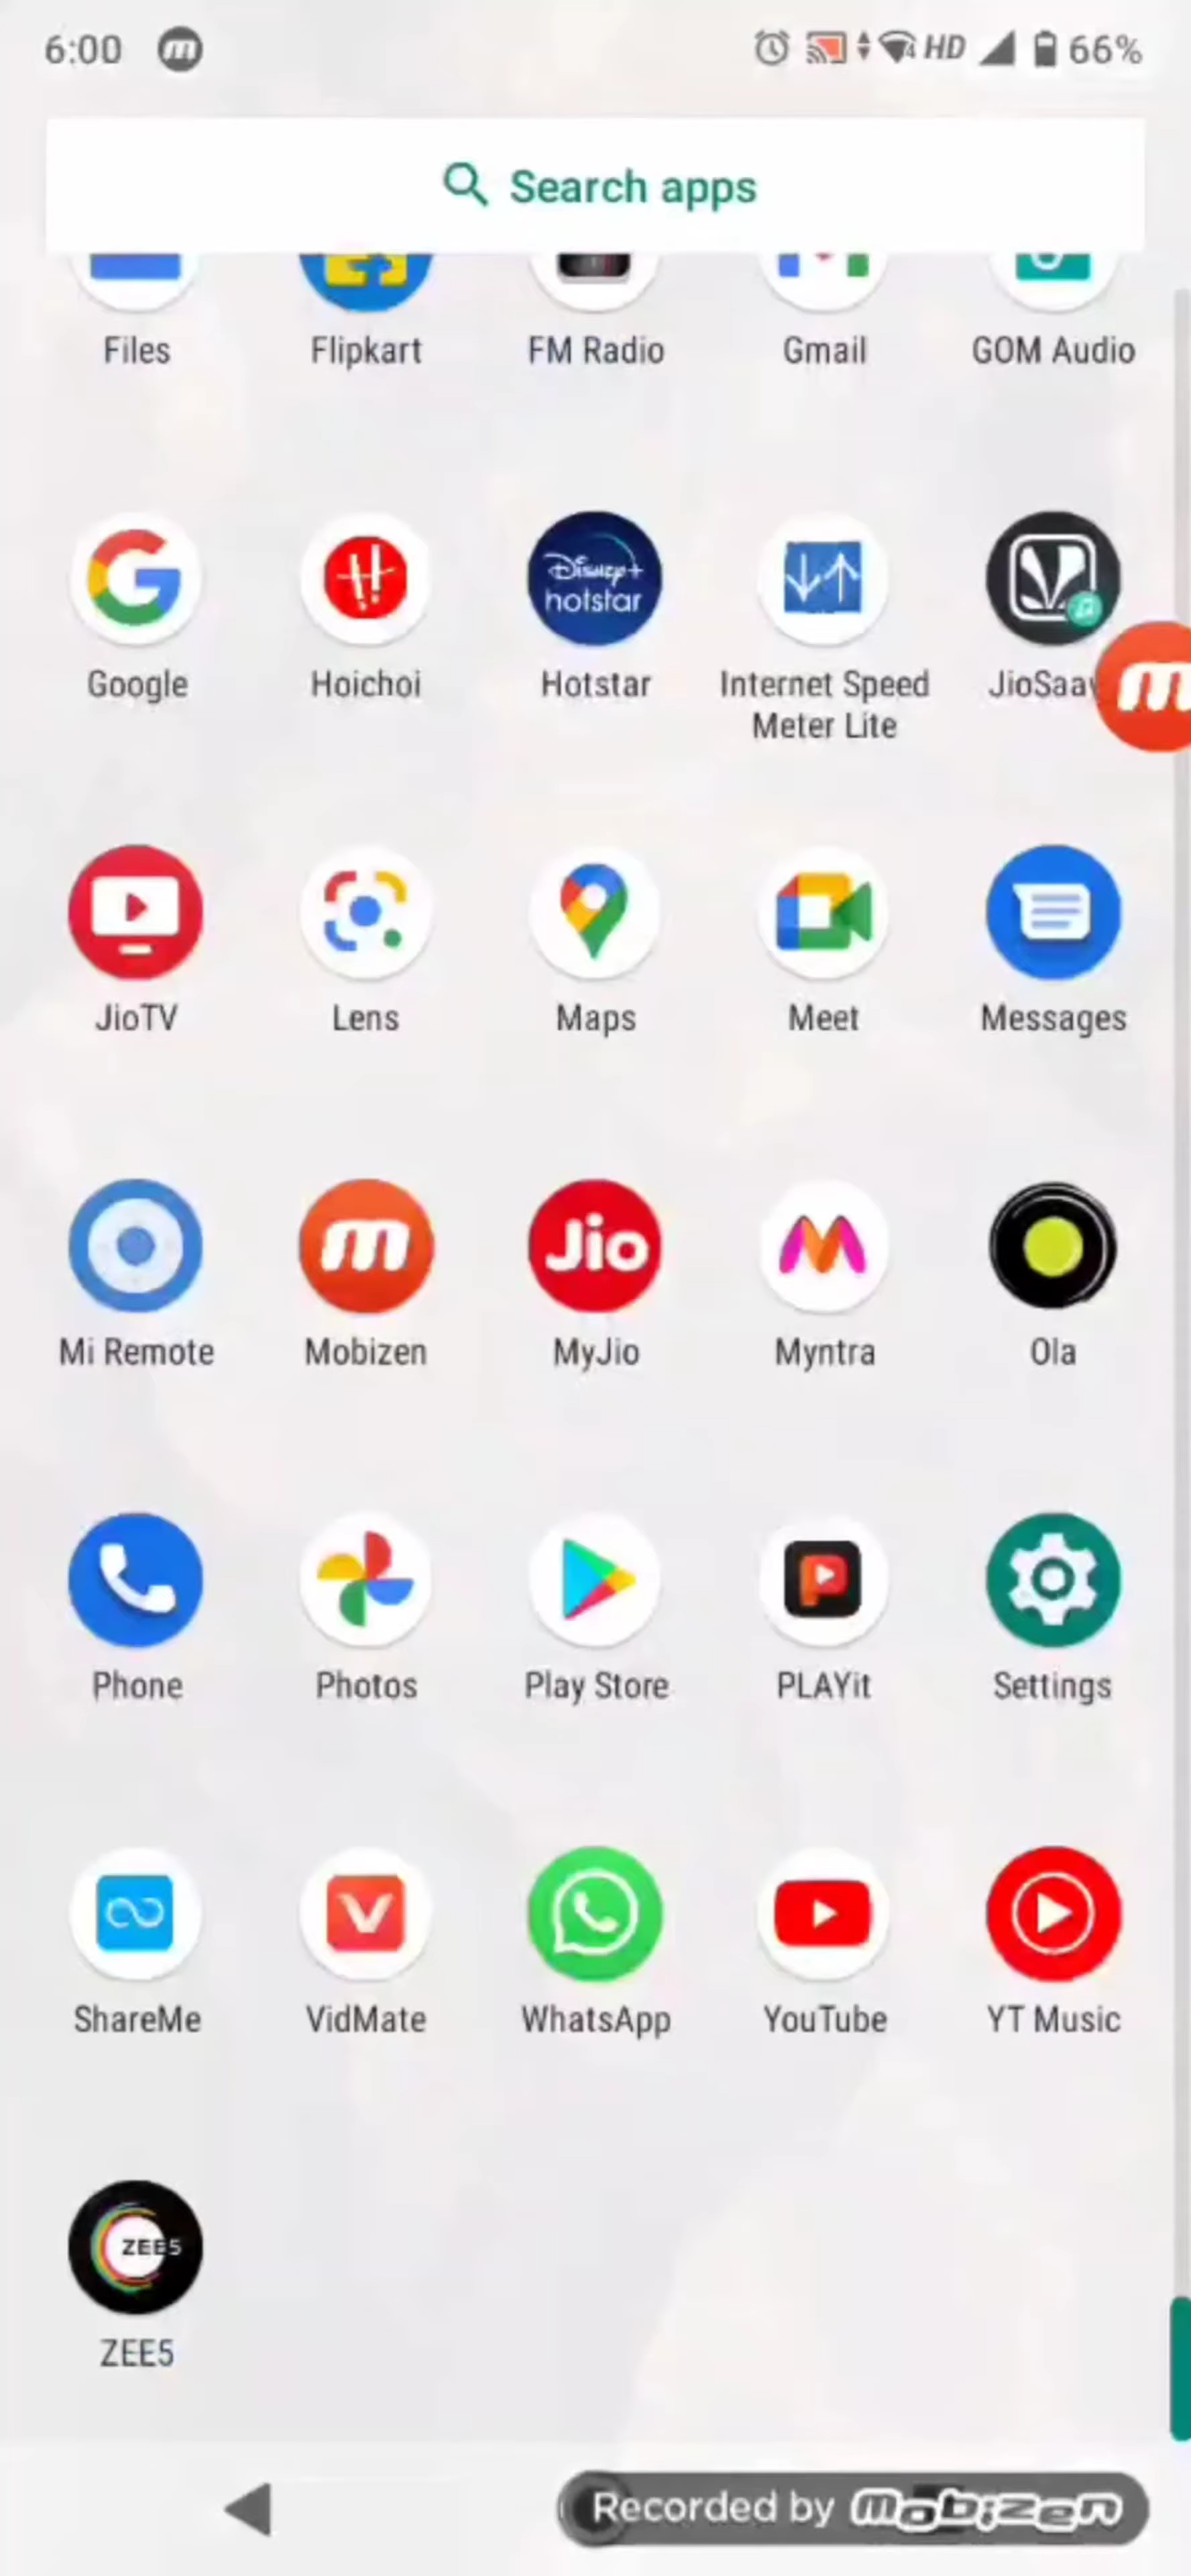 6:00 HD 66%
Search apps
Files Flipkart FM Radio Gmail GOM Audio
Disney+
hotstar
Google Hoichoi Hotstar Internet Speed
Meter Lite
JioTV Lens Maps Meet Messages
Jio
Mi Remote Mobizen MyJio Myntra Ola
Phone Photos Play Store PLAYit Settings
ShareMe VidMate WhatsApp YouTube YT Music
ZEE5
ZEE5
Recorded by mobizen